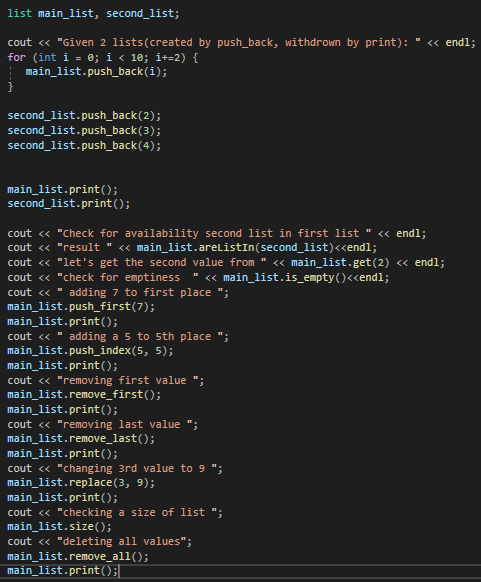 list main_list, second_list;
cout << "Given 2 lists(created by push_back, withdrown by print): " << endl;
for (int i = 0; i < 10; i+=2) {
main_list.push_back(i);
}
second_list.push_back(2);
second_list.push_back(3);
second_list.push_back(4);
main_list.print();
second_list.print();
cout << "Check for availability second list in first list " << endl;
cout << "result " << main_list.areListIn(second_list)<<endl;
cout << "let's get the second value from " << main_list.get(2) << endl;
cout << "check for emptiness  " << main_list.is_empty()<<endl;
cout << " adding 7 to first place ";
main_list.push_first(7);
main_list.print();
cout << " adding a 5 to 5th place ";
main_list.push_index(5, 5);
main_list.print();
cout << "removing first value ";
main_list.remove_first();
main_list.print();
cout << "removing last value ";
main_list.remove_last();
main_list.print();
cout << "changing 3rd value to 9 ";
main_list.replace(3, 9);
main_list.print();
cout << "checking a size of list ";
main_list.size();
cout << "deleting all values";
main_list.remove_all();
main_list.print();